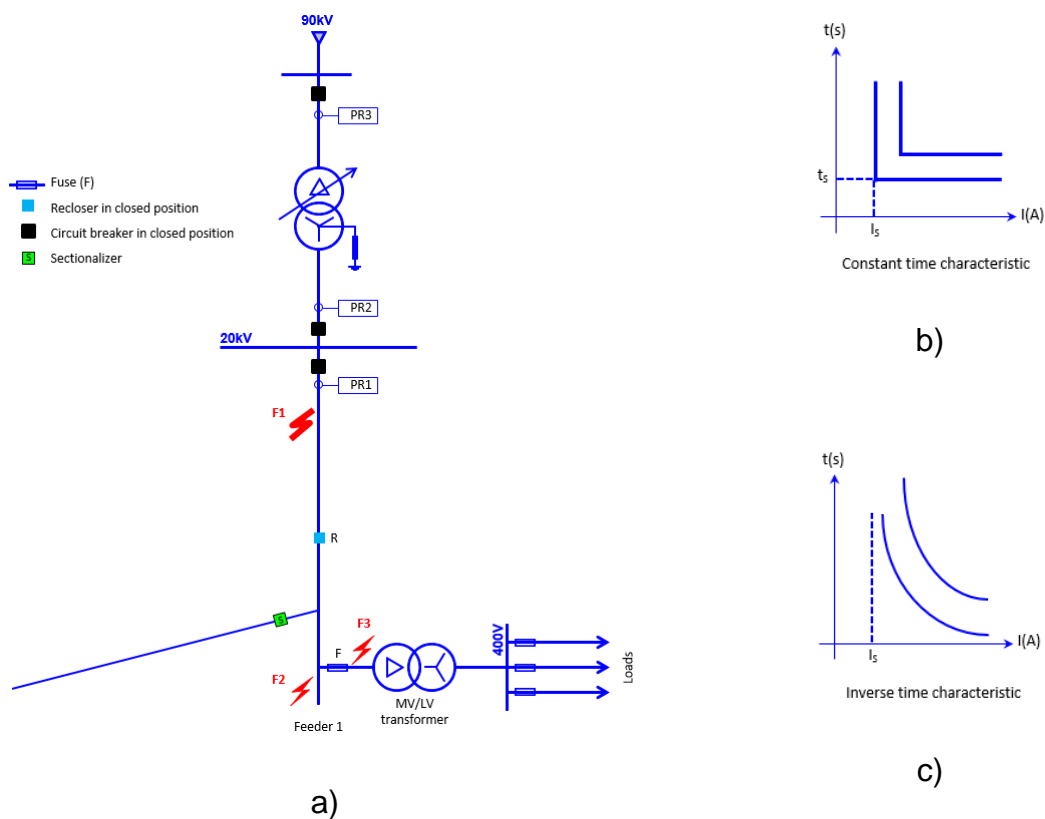 90kV
PR3
Fuse (F)
Recloser in closed position
Circuit breaker in closed position
S
Sectionalizer
PR2
20kV
PR1
F1
R
S
F3
F
F2
400V
Loads
MV/LV
transformer
Feeder 1
a)
t(s)
ts
Is
I(A)
Constant time characteristic
b)
t(s)
Is
I(A)
Inverse time characteristic
c)